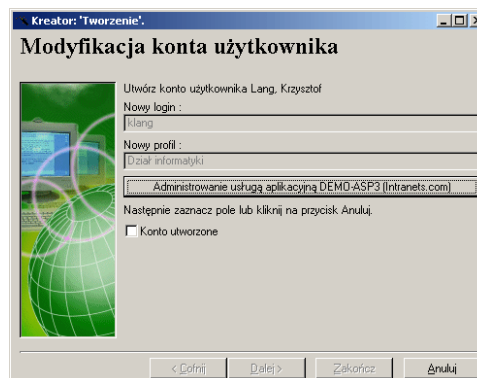 Kreator: 'Tworzenie'.
Modyfikacja konta użytkownika
Utwórz konto użytkownika Lang, Krzysztof
Nowy login :
klang
Nowy profil :
Dział informatyki
Administrowanie usługą aplikacyjną DEMO-ASP3 (Intranets.com)
Następnie zaznacz pole lub kliknij na przycisk Anuluj.
Konto utworzone
< Cofnij Dalej > Zakończ Anuluj